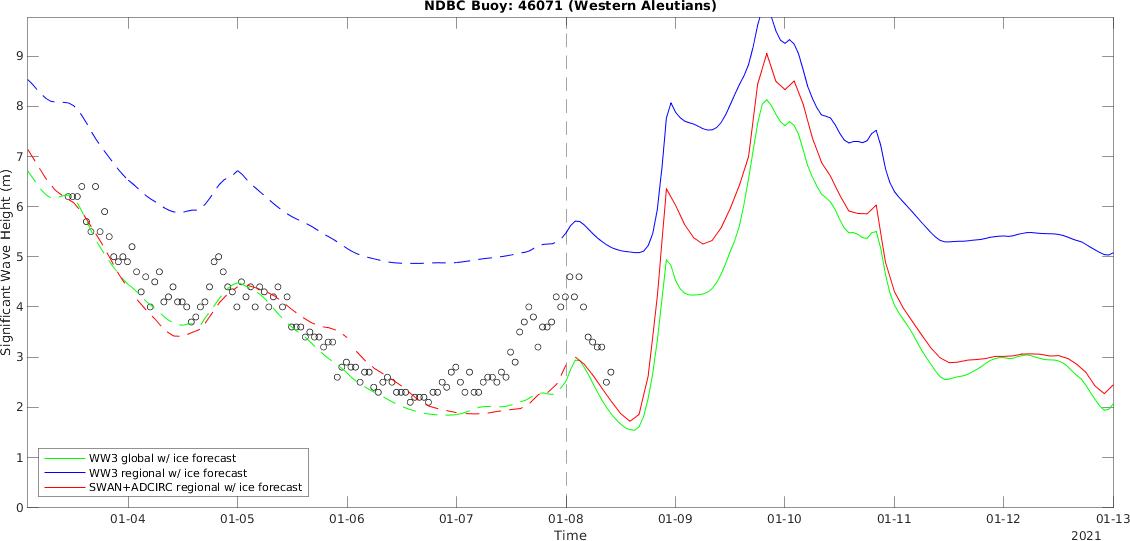 NDBC Buoy: 46071 (Western Aleutians)
Significant Wave Height (m)
9
8
7
6
5
4
3
2
1
0
WW3 global w/ ice forecast
WW3 regional w/ ice forecast
SWAN+ADCIRC regional w/ ice forecast
01-04 01-05 01-06 01-07 01-08 01-09 01-10 01-11 01-12 01-13
Time
2021